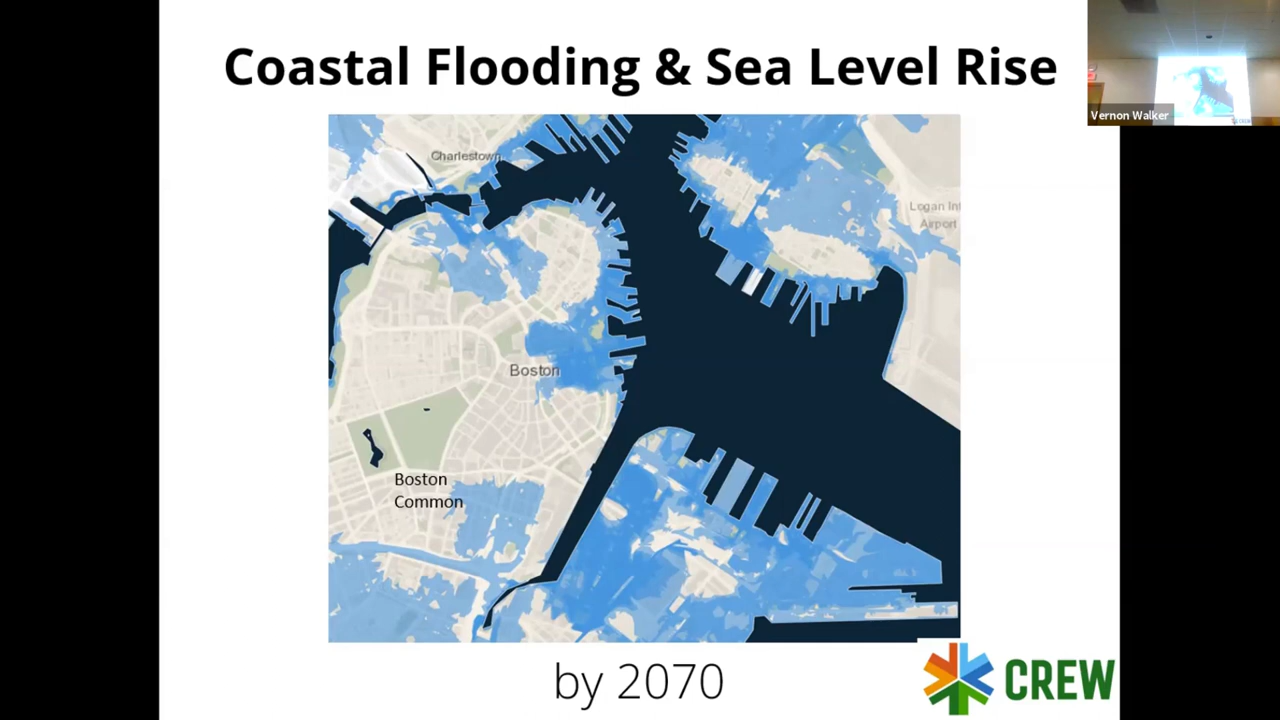 Coastal Flooding & Sea Level Rise
Vernon Walker
Charlestown
Logan Int
Airport
Boston
Boston
Common
by 2070
CREW